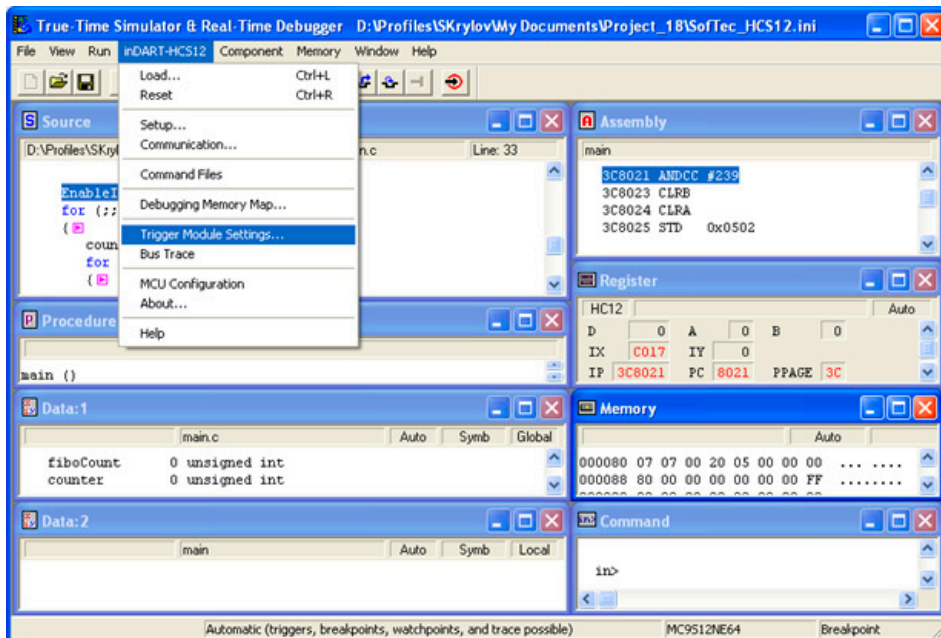 True-Time Simulator & Real-Time Debugger D:\Profiles\SKrylov\My Documents\Project_18\SofTec_HCS12.ini
File View Run inDART-HCS12 Component Memory Window Help
Load... Ctrl+L
Reset Ctrl+R
Setup...
Communication...
Command Files
Debugging Memory Map...
Trigger Module Settings...
Bus Trace
MCU Configuration
About...
Help
Source
D:\Profiles\SKryl n.c Line: 33
EnableI
for (;;
{
coun
for
{
Assembly
main
3C8021 ANDCC #239
3C8023 CLRB
3C8024 CLRA
3C8025 STD 0x0502
Register
HC12 Auto
D 0 A 0 B 0
IX C017 IY 0
IP 3C8021 PC 8021 PPAGE 3C
Procedure
main ()
Data:1
main.c Auto Symb Global
fiboCount 0 unsigned int
counter 0 unsigned int
Memory
Auto
000080 07 07 00 20 05 00 00 00 ... ....
000088 80 00 00 00 00 00 00 FF ........
Data:2
main Auto Symb Local
Command
in>
Automatic (triggers, breakpoints, watchpoints, and trace possible) MC9S12NE64 Breakpoint